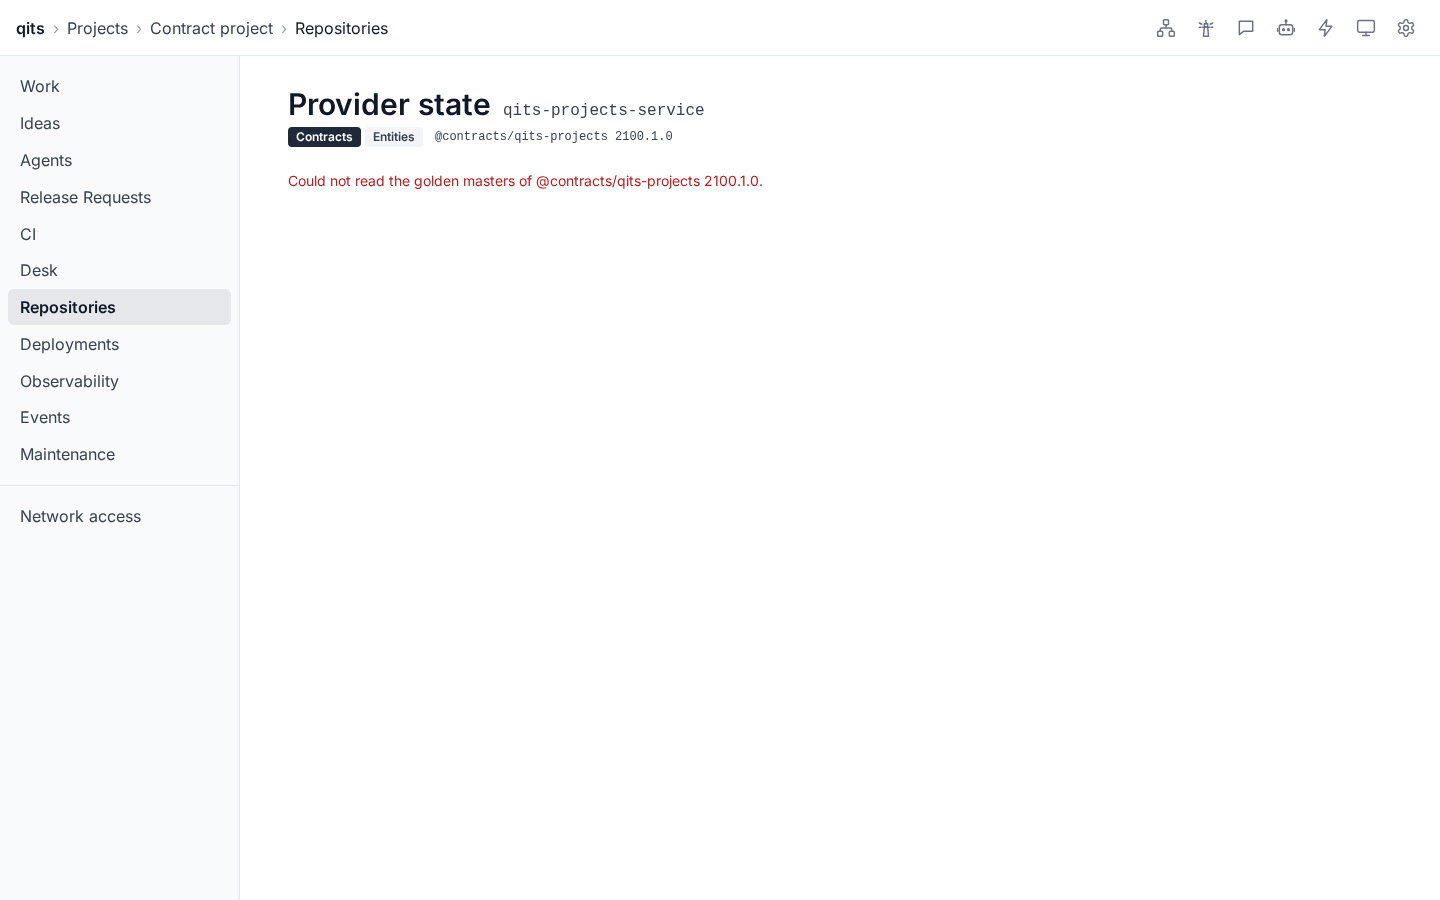 qits › Projects › Contract project › Repositories
Work
Ideas
Agents
Release Requests
CI
Desk
Repositories
Deployments
Observability
Events
Maintenance
Network access
Provider state qits-projects-service
Contracts Entities @contracts/qits-projects 2100.1.0
Could not read the golden masters of @contracts/qits-projects 2100.1.0.